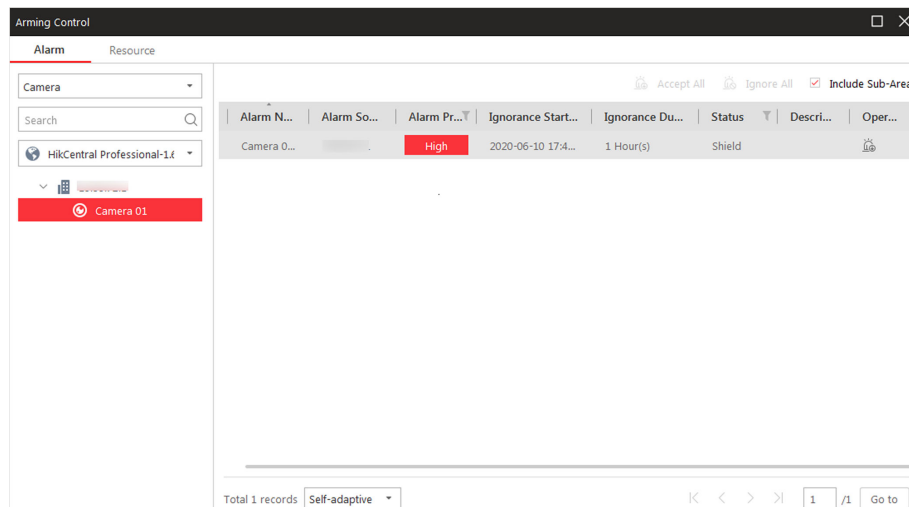 Arming Control
Alarm Resource
Camera
Accept All Ignore All Include Sub-Area
Search
Alarm N... Alarm So... Alarm Pr... Ignorance Start... Ignorance Du... Status Descri... Oper...
HikCentral Professional-1.6
Camera 0... High 2020-06-10 17:4... 1 Hour(s) Shield
Camera 01
Total 1 records Self-adaptive 1 /1 Go to